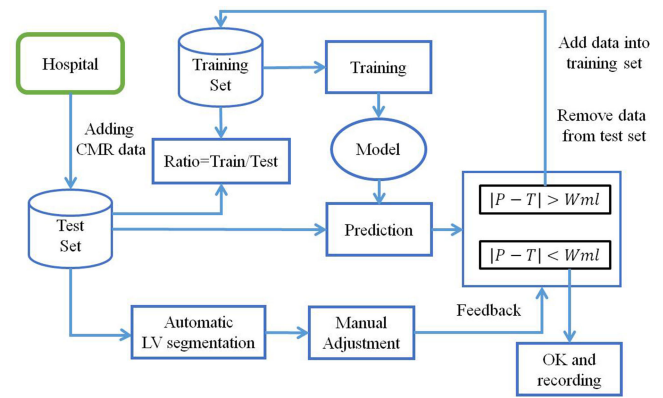 Hospital
Adding
CMR data
Training
Set
Training
Add data into
training set
Remove data
from test set
Ratio=Train/Test
Model
Test
Set
Prediction
|P − T| > Wml
|P − T| < Wml
Feedback
Automatic
LV segmentation
Manual
Adjustment
OK and
recording